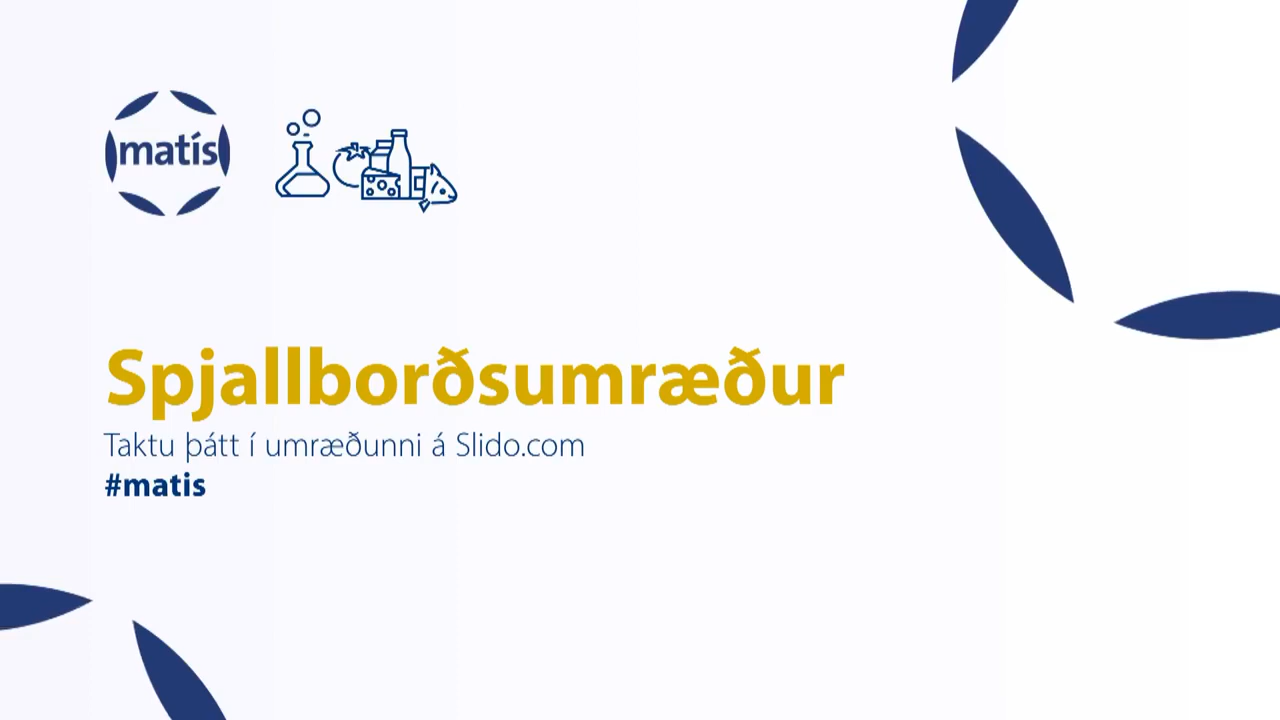 matís
Spjallborðsumræður
Taktu þátt í umræðunni á Slido.com
#matis